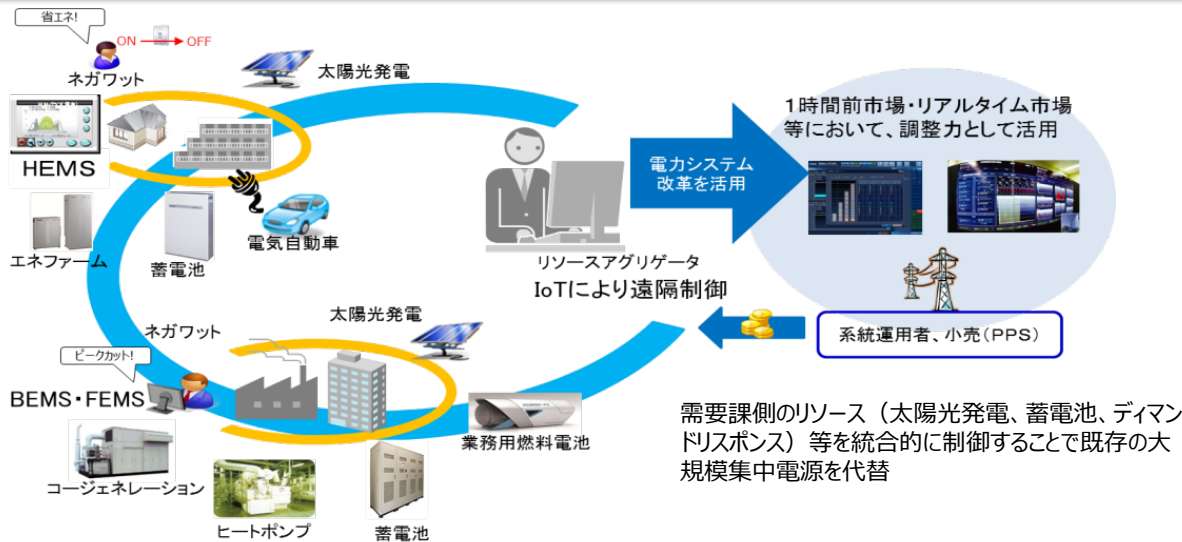 省エネ!
ON
OFF
ネガワット
太陽光発電
HEMS
エネファーム
蓄電池
電気自動車
リソースアグリゲータ
IoTにより遠隔制御
電力システム
改革を活用
1時間前市場・リアルタイム市場
等において、調整力として活用
系統運用者、小売(PPS)
ネガワット
太陽光発電
ピークカット!
BEMS・FEMS
コージェネレーション
ヒートポンプ
蓄電池
業務用燃料電池
需要課側のリソース（太陽光発電、蓄電池、ディマン
ドリスポンス）等を統合的に制御することで既存の大
規模集中電源を代替